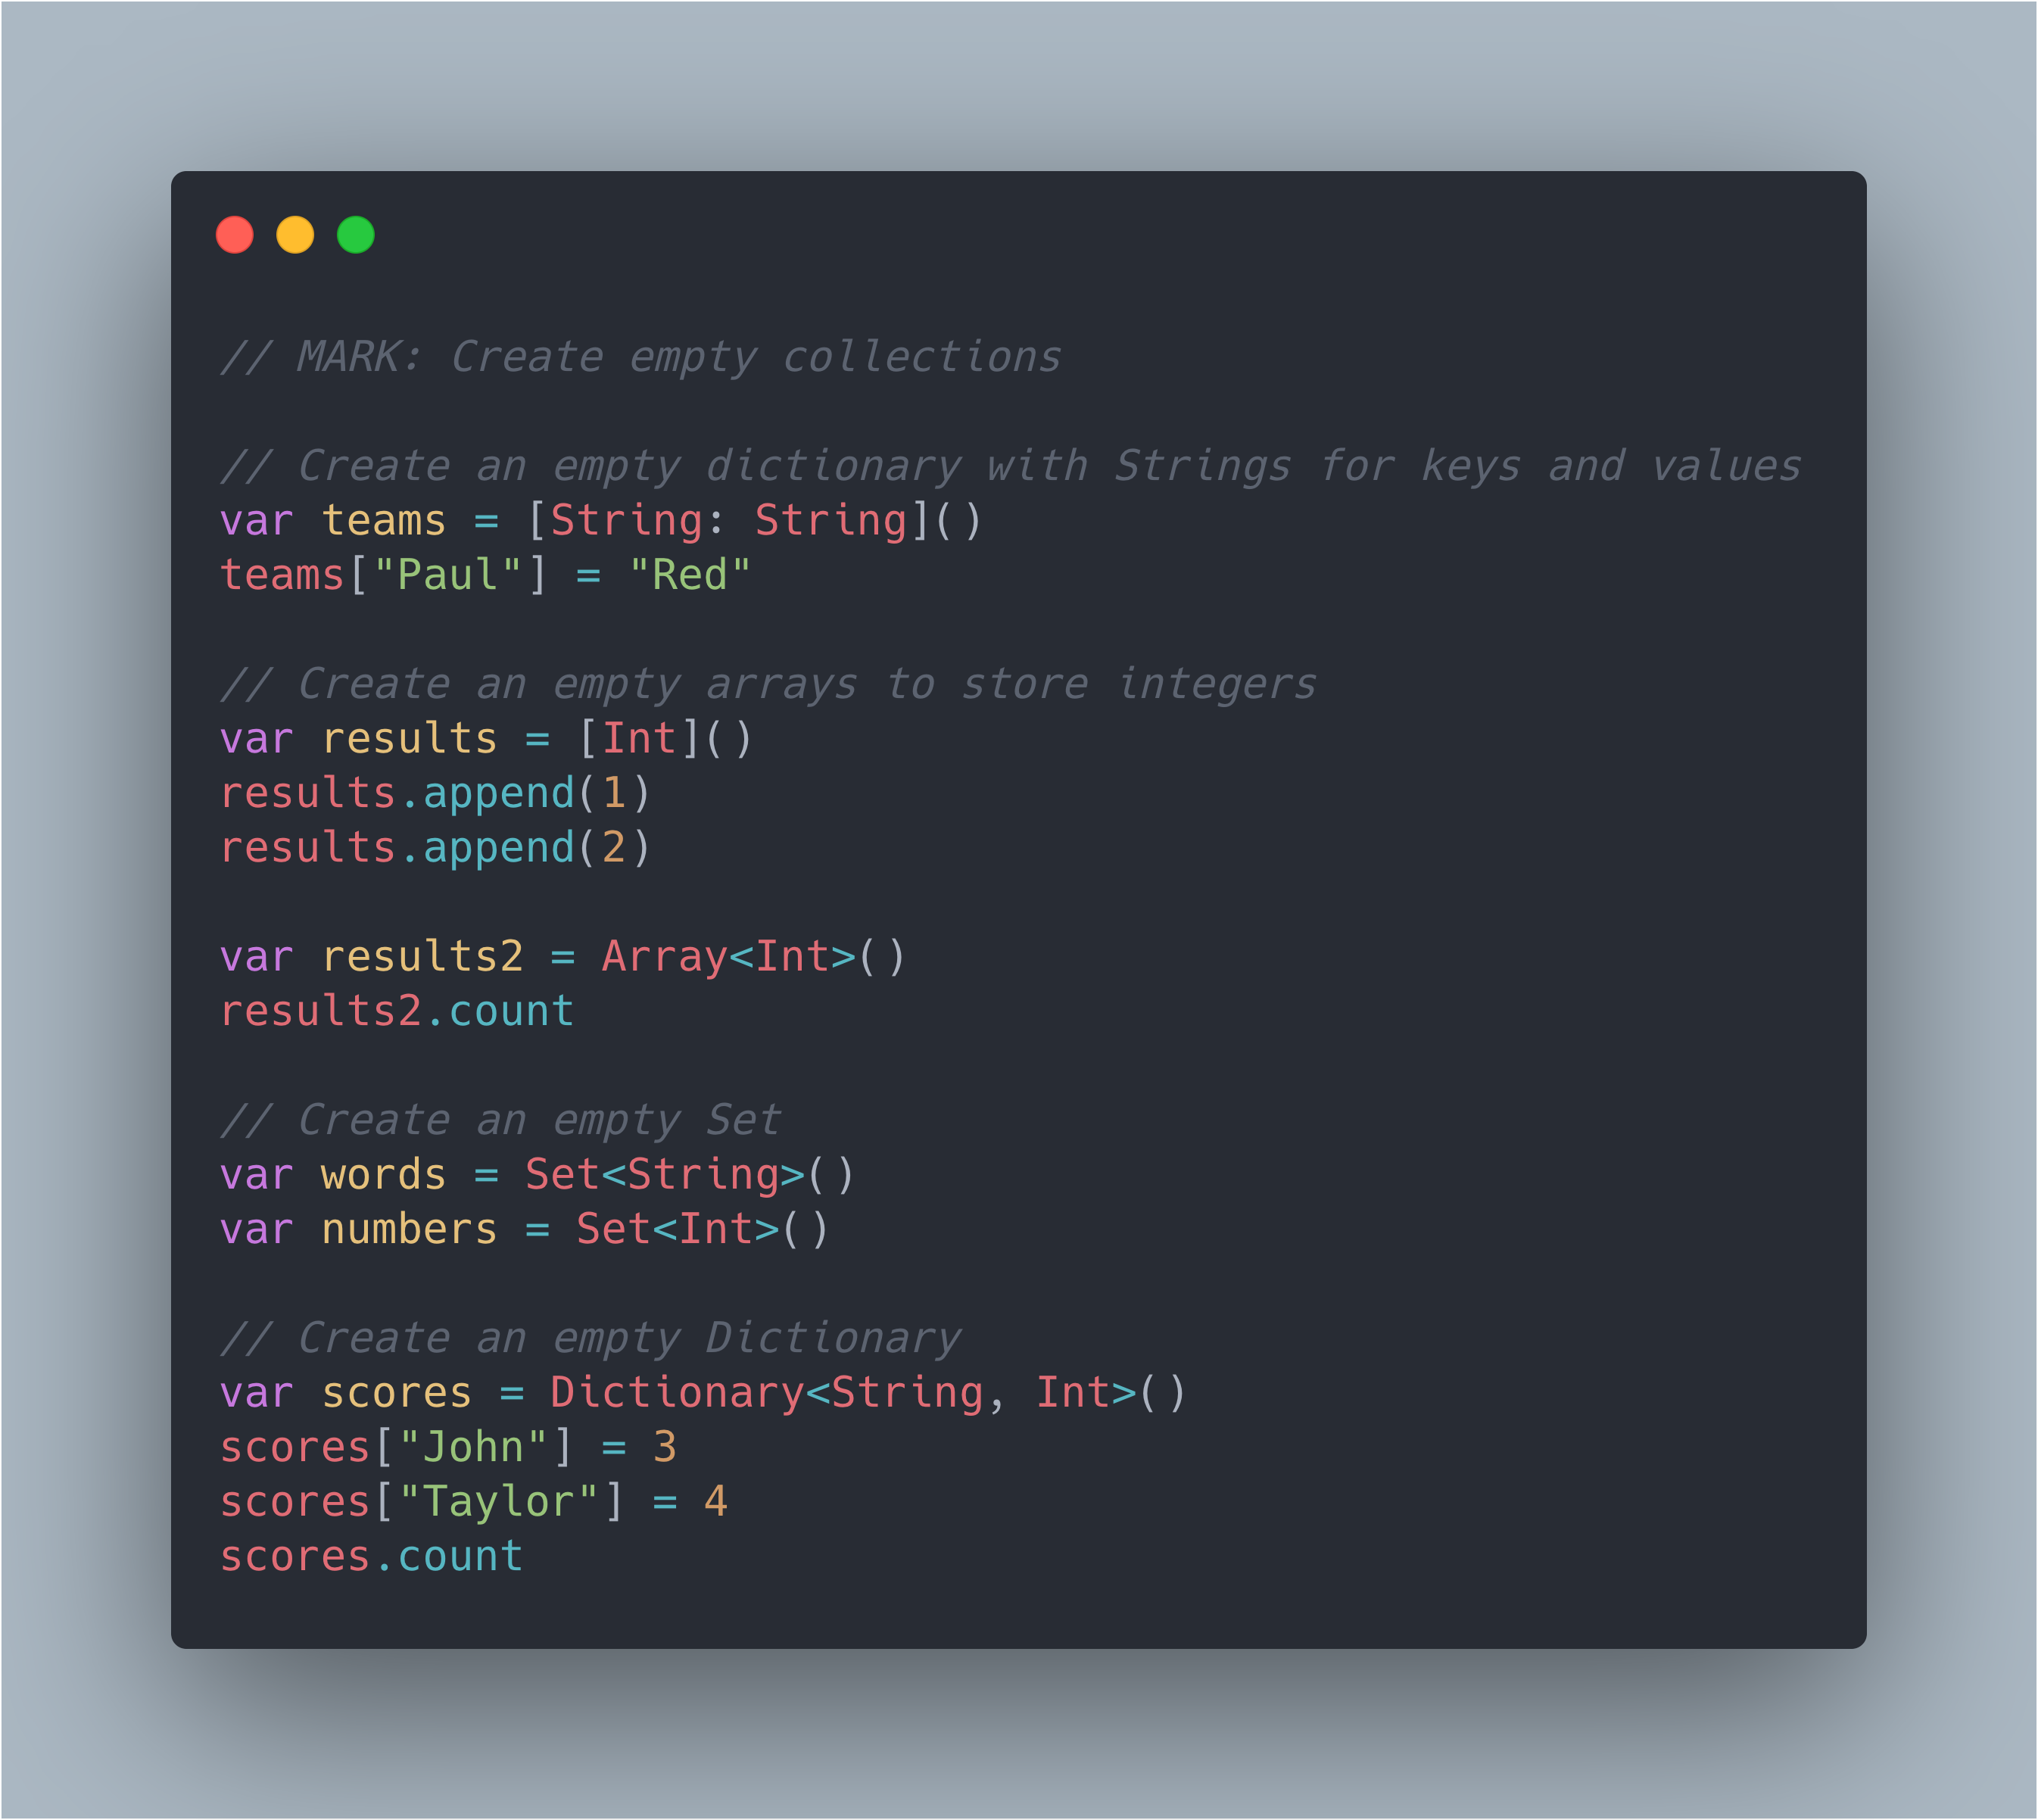 // MARK: Create empty collections
// Create an empty dictionary with Strings for keys and values
var teams = [String: String]()
teams["Paul"] = "Red"
// Create an empty arrays to store integers
var results = [Int]()
results.append(1)
results.append(2)
var results2 = Array<Int>()
results2.count
// Create an empty Set
var words = Set<String>()
var numbers = Set<Int>()
// Create an empty Dictionary
var scores = Dictionary<String, Int>()
scores["John"] = 3
scores["Taylor"] = 4
scores.count